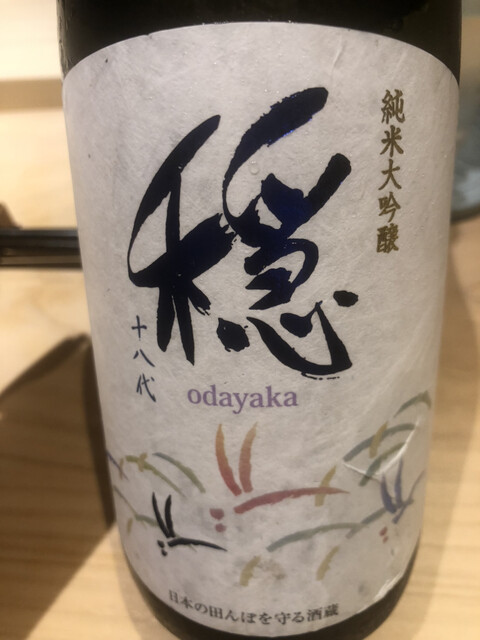 純米大吟醸
穏
十八代
odayaka
日本の田んぼを守る酒蔵